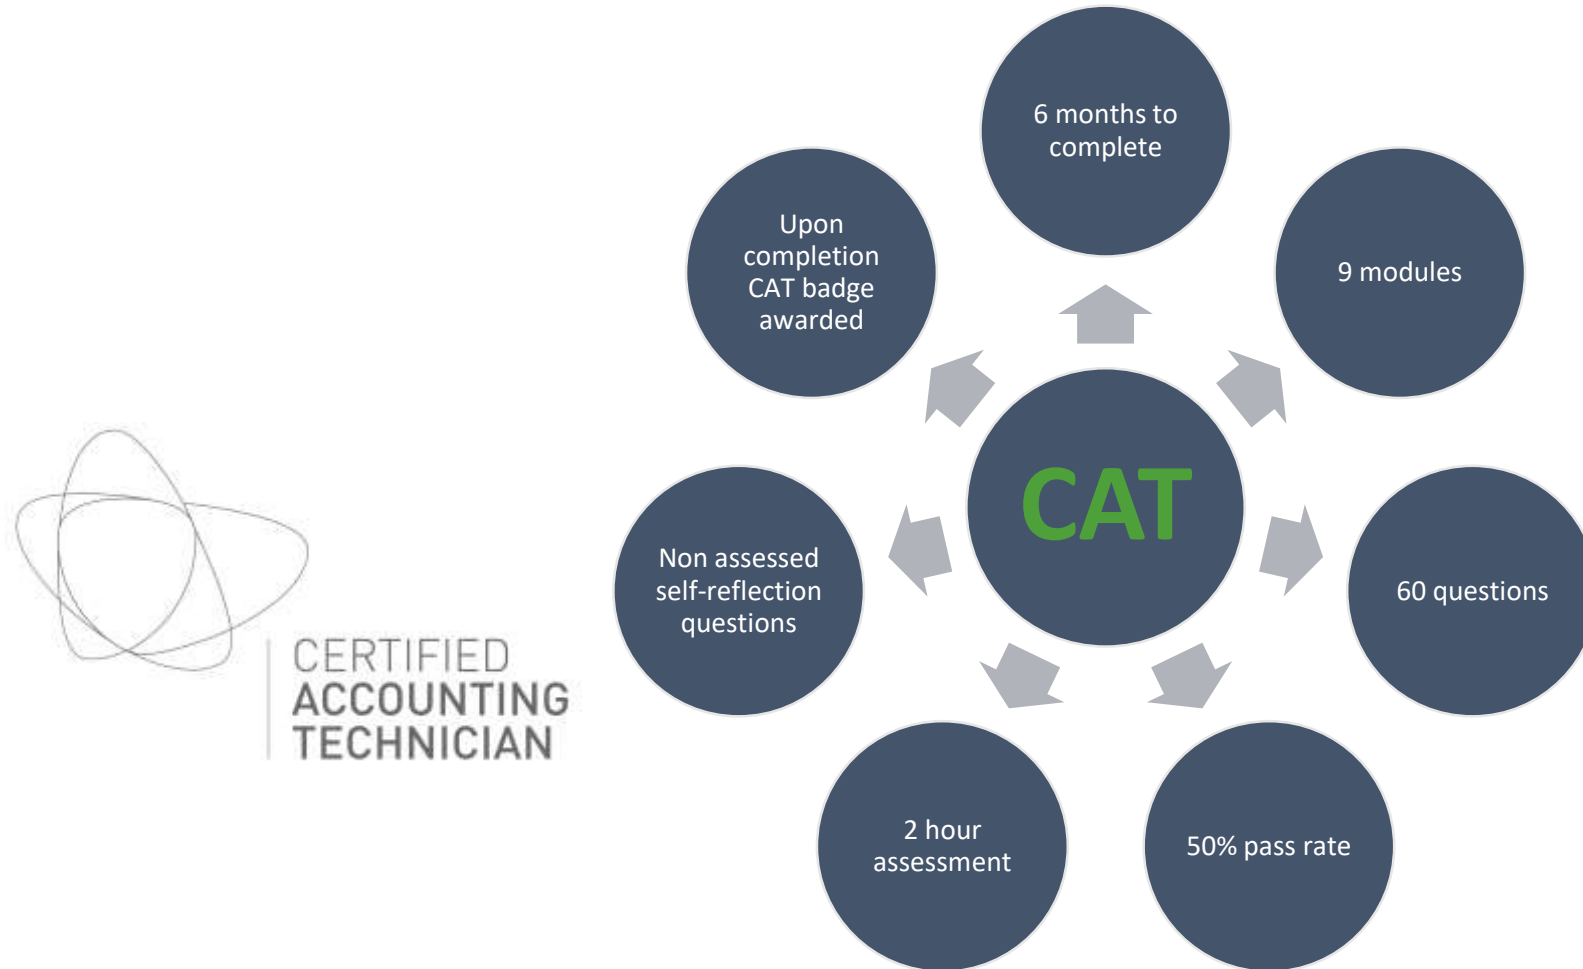 6 months to
complete
9 modules
60 questions
50% pass rate
2 hour
assessment
Non assessed
self-reflection
questions
Upon
completion
CAT badge
awarded
CAT
CERTIFIED
ACCOUNTING
TECHNICIAN